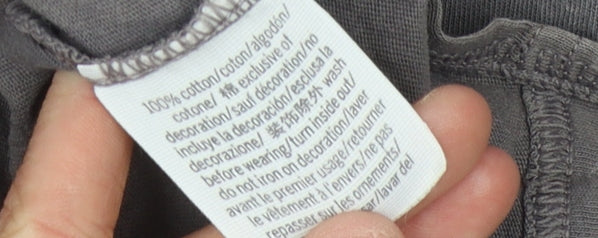 100% cotton/coton/algodón/
cotone/ 棉 exclusive of
decoration/sauf décoration/no
incluye la decoración/esclusa la
decorazione/ 装饰除外 wash
before wearing/turn inside out/
do not iron on decoration/laver
avant le premier usage/retourner
le vêtement à l'envers/ne pas
repasser sur les ornements/
lavar del